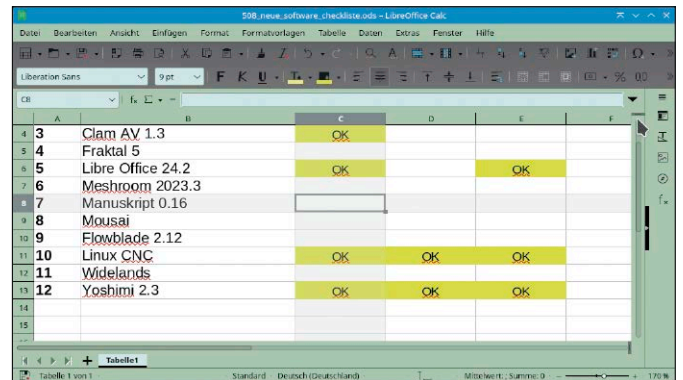 508_neue_software_checkliste.ods – LibreOffice Calc
Datei Bearbeiten Ansicht Einfügen Format Formatvorlagen Tabelle Daten Extras Fenster Hilfe
Liberation Sans 9 pt F K U
C8 fx Σ =
A B C D E F
4 3 Clam AV 1.3 OK
5 4 Fraktal 5
6 5 Libre Office 24.2 OK OK
7 6 Meshroom 2023.3
8 7 Manuskript 0.16
9 8 Mousai
10 9 Flowblade 2.12
11 10 Linux CNC OK OK OK
12 11 Widelands
13 12 Yoshimi 2.3 OK OK OK
14
15
Tabelle1
Tabelle 1 von 1 Standard Deutsch (Deutschland) Mittelwert: ; Summe: 0 170 %